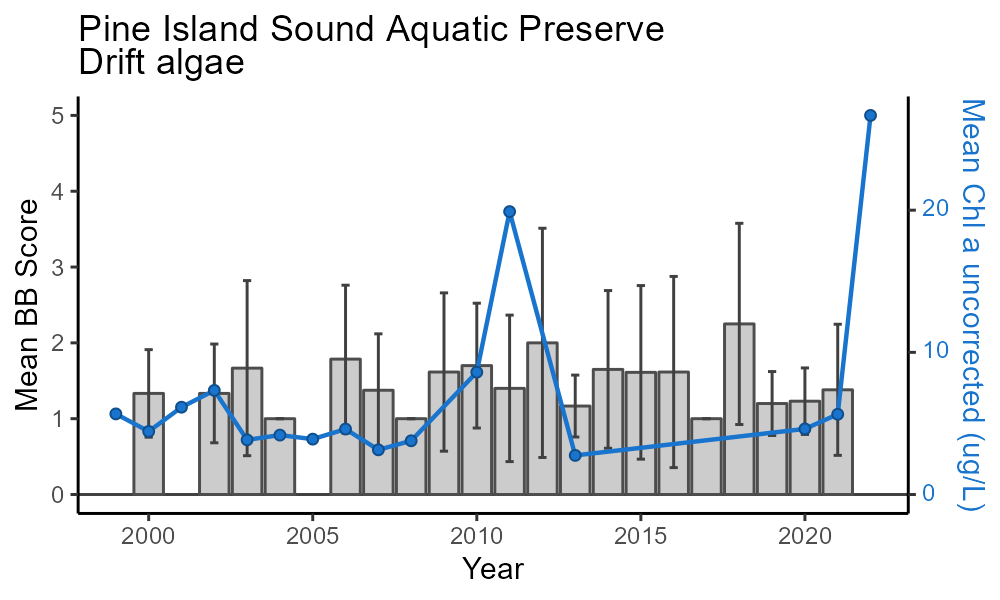 Pine Island Sound Aquatic Preserve
Drift algae
Mean BB Score
5
4
3
2
1
0
20
10
0
Mean Chl a uncorrected (ug/L)
2000
2005
2010
2015
2020
Year